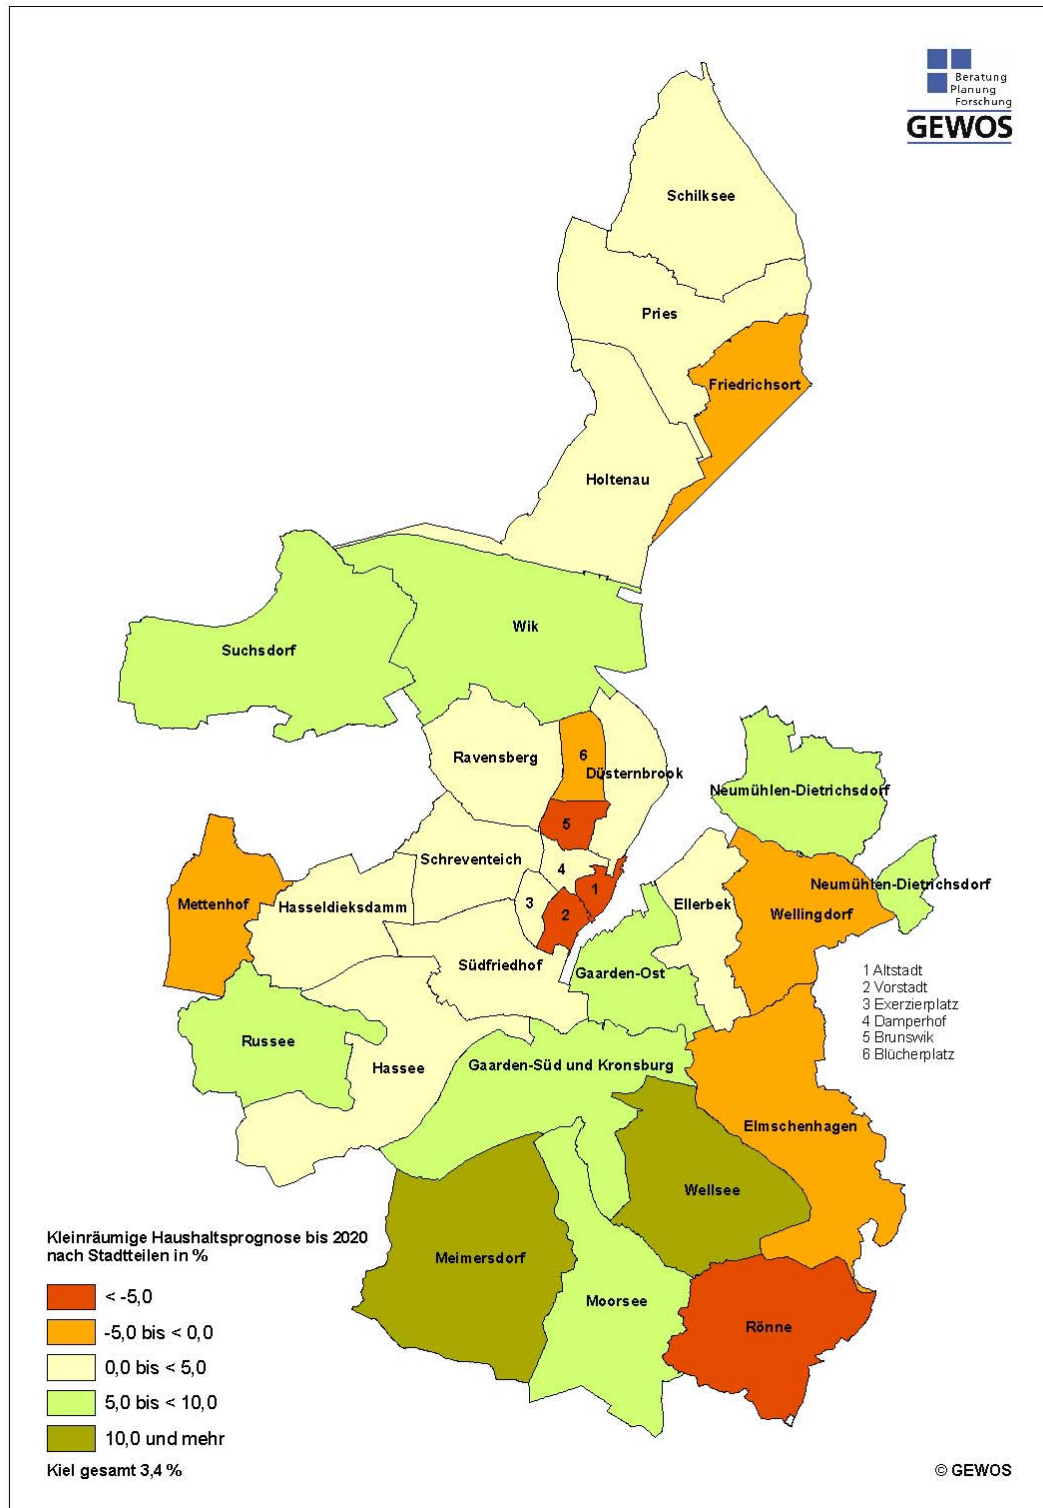 Beratung
Planung
Forschung
GEWOS
Schilksee
Pries
Friedrichsort
Holtenau
Wik
Suchsdorf
Ravensberg
6
Düsternbrook
Neumühlen-Dietrichsdorf
5
Schreventeich
4
Neumühlen-Dietrichsdorf
1
Mettenhof
Hasseldieksdamm
3
2
Ellerbek
Wellingdorf
Südfriedhof
Gaarden-Ost
1 Altstadt
2 Vorstadt
3 Exerzierplatz
4 Damperhof
5 Brunswik
6 Blücherplatz
Russee
Hassee
Gaarden-Süd und Kronsburg
Elmschenhagen
Wellsee
Meimersdorf
Moorsee
Rönne
Kleinräumige Haushaltsprognose bis 2020
nach Stadtteilen in %
< -5,0
-5,0 bis < 0,0
0,0 bis < 5,0
5,0 bis < 10,0
10,0 und mehr
Kiel gesamt 3,4 %
© GEWOS